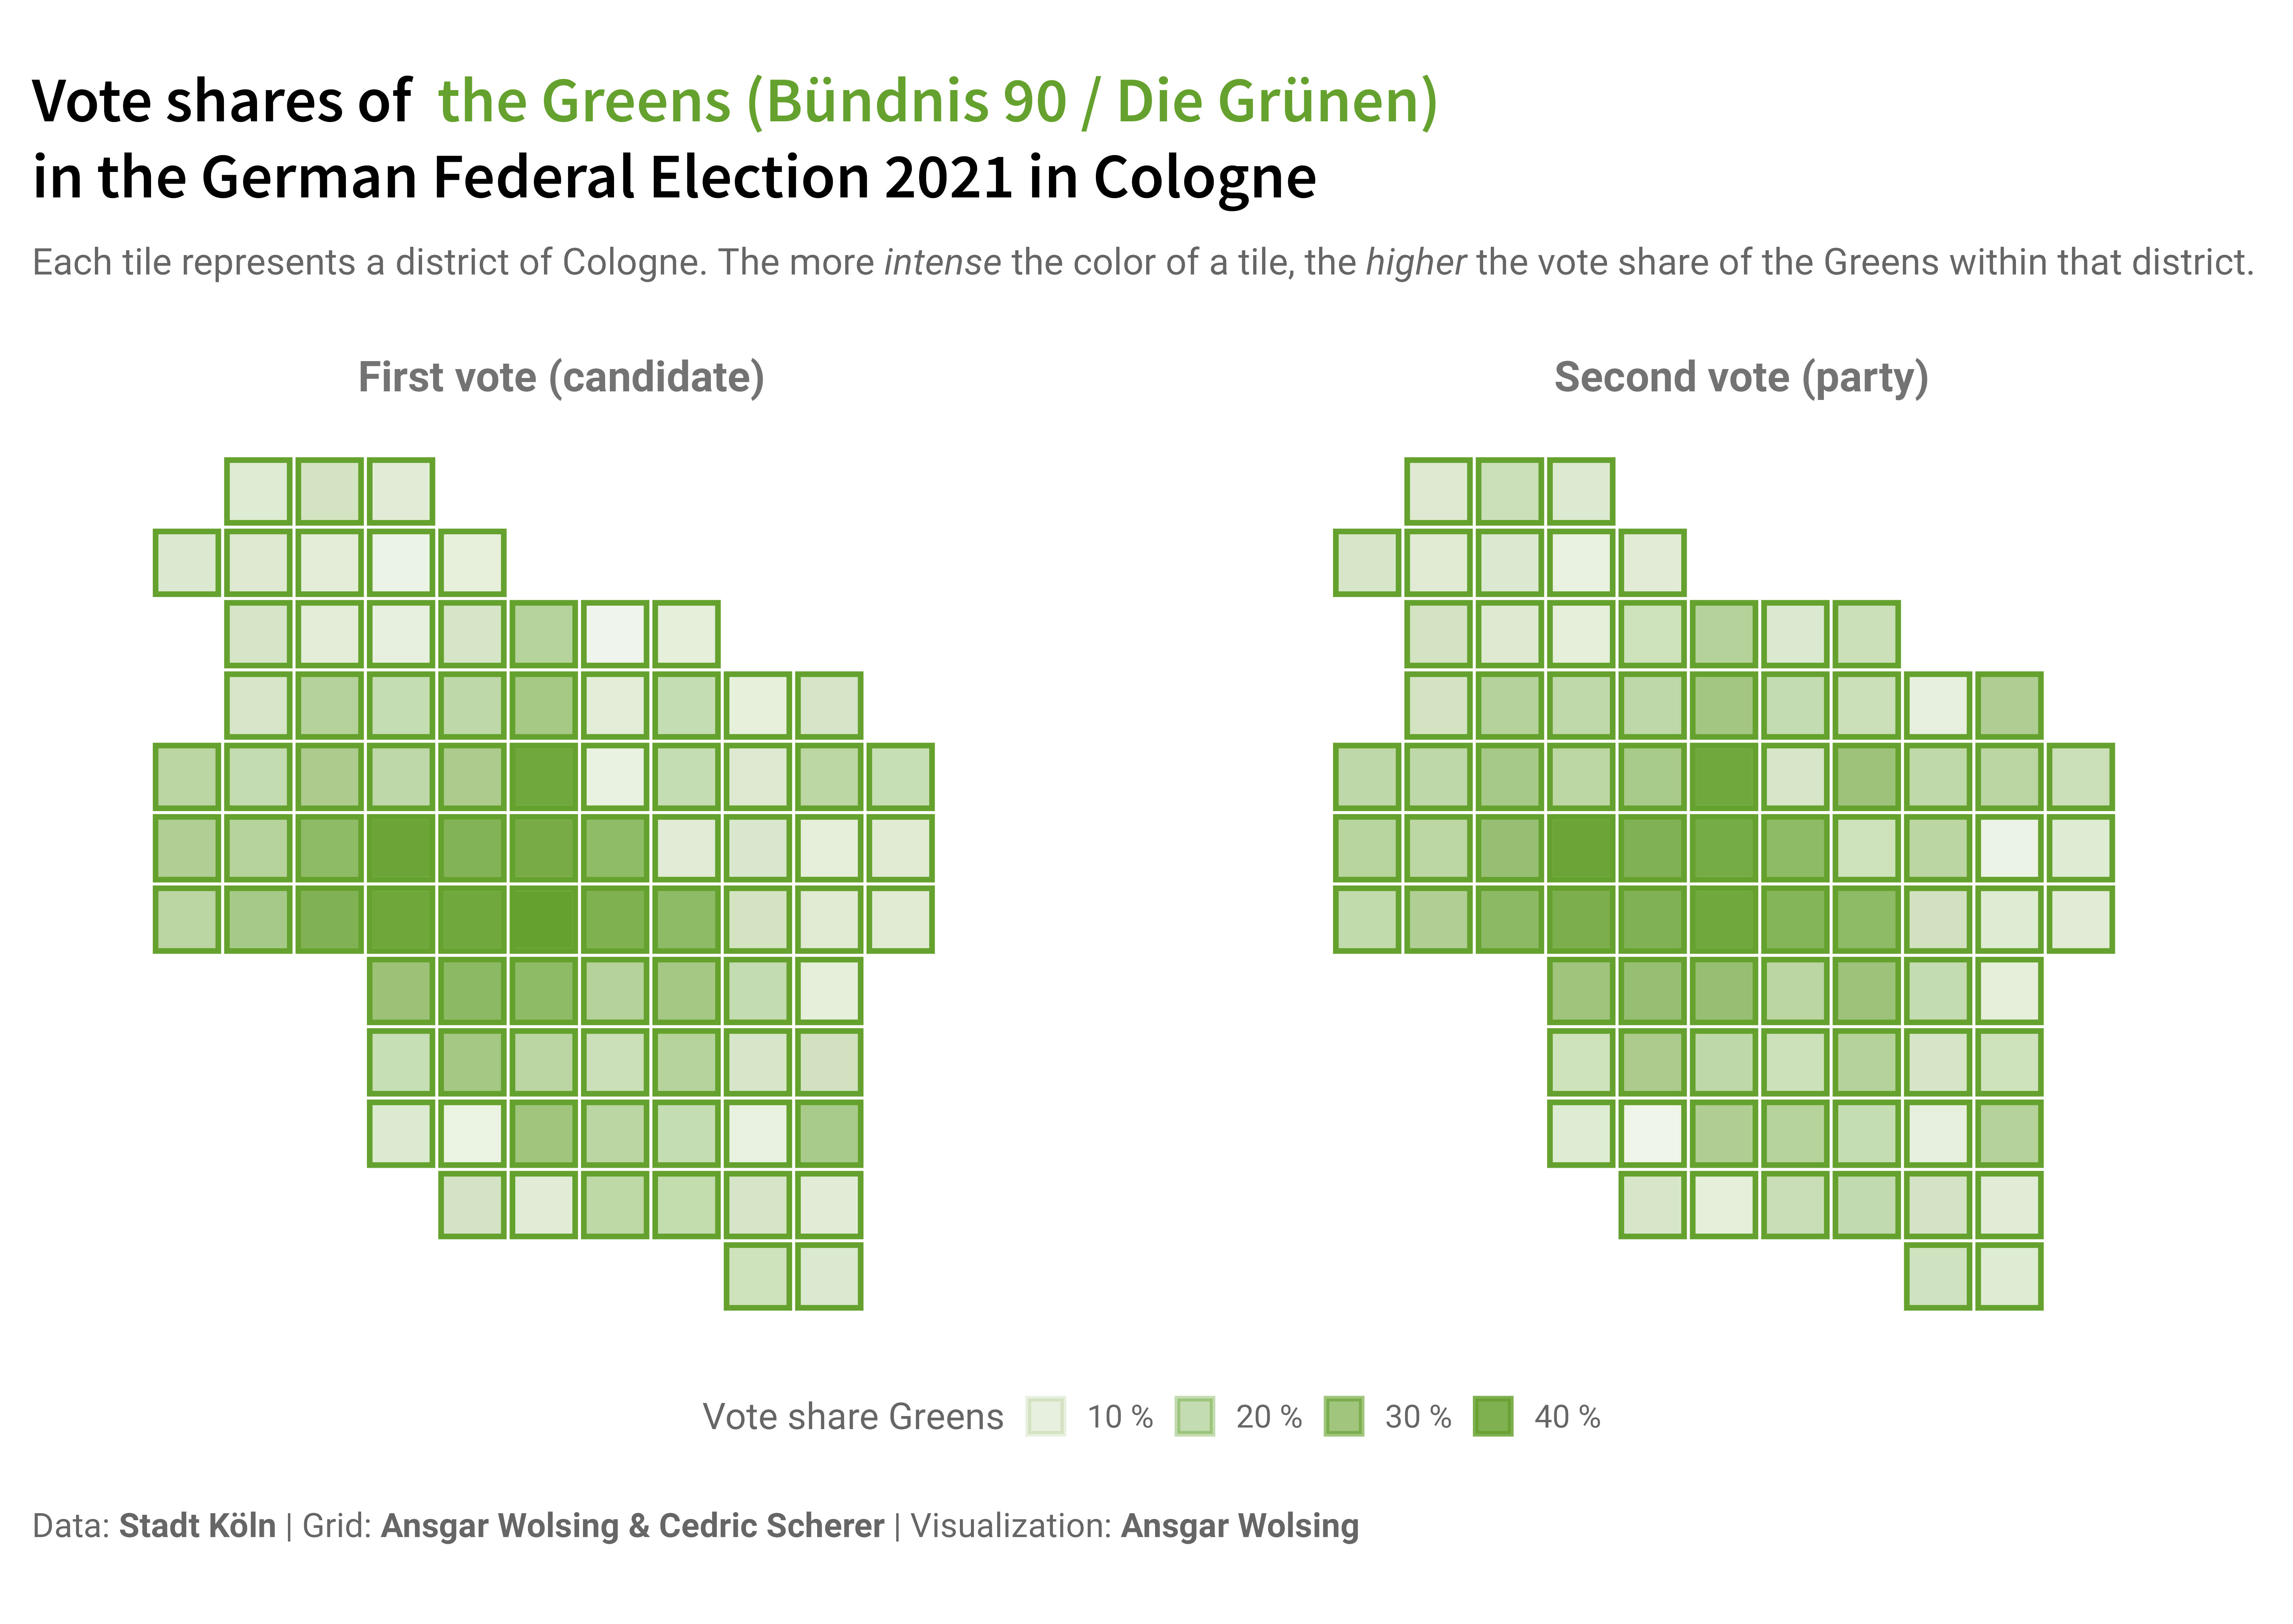 Vote shares of the Greens (Bündnis 90 / Die Grünen)
in the German Federal Election 2021 in Cologne
Each tile represents a district of Cologne. The more intense the color of a tile, the higher the vote share of the Greens within that district.
First vote (candidate)
Second vote (party)
Vote share Greens 10 % 20 % 30 % 40 %
Data: Stadt Köln | Grid: Ansgar Wolsing & Cedric Scherer | Visualization: Ansgar Wolsing